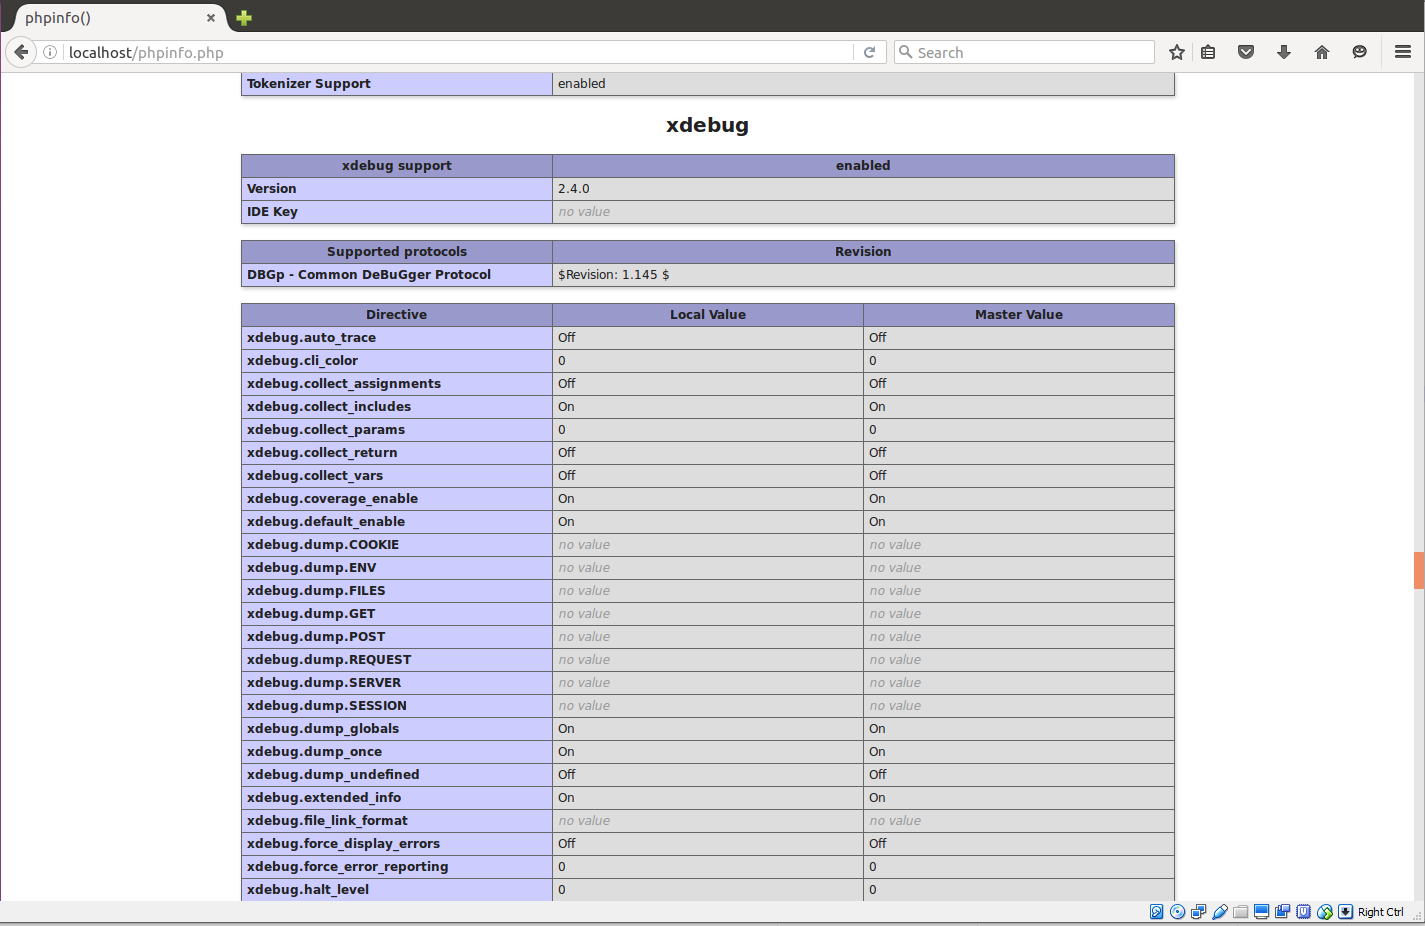 phpinfo()
localhost/phpinfo.php
Search
Tokenizer Support enabled
xdebug
xdebug support enabled
Version 2.4.0
IDE Key no value
Supported protocols Revision
DBGp - Common DeBuGger Protocol $Revision: 1.145 $
Directive Local Value Master Value
xdebug.auto_trace Off Off
xdebug.cli_color 0 0
xdebug.collect_assignments Off Off
xdebug.collect_includes On On
xdebug.collect_params 0 0
xdebug.collect_return Off Off
xdebug.collect_vars Off Off
xdebug.coverage_enable On On
xdebug.default_enable On On
xdebug.dump.COOKIE no value no value
xdebug.dump.ENV no value no value
xdebug.dump.FILES no value no value
xdebug.dump.GET no value no value
xdebug.dump.POST no value no value
xdebug.dump.REQUEST no value no value
xdebug.dump.SERVER no value no value
xdebug.dump.SESSION no value no value
xdebug.dump_globals On On
xdebug.dump_once On On
xdebug.dump_undefined Off Off
xdebug.extended_info On On
xdebug.file_link_format no value no value
xdebug.force_display_errors Off Off
xdebug.force_error_reporting 0 0
xdebug.halt_level 0 0
Right Ctrl